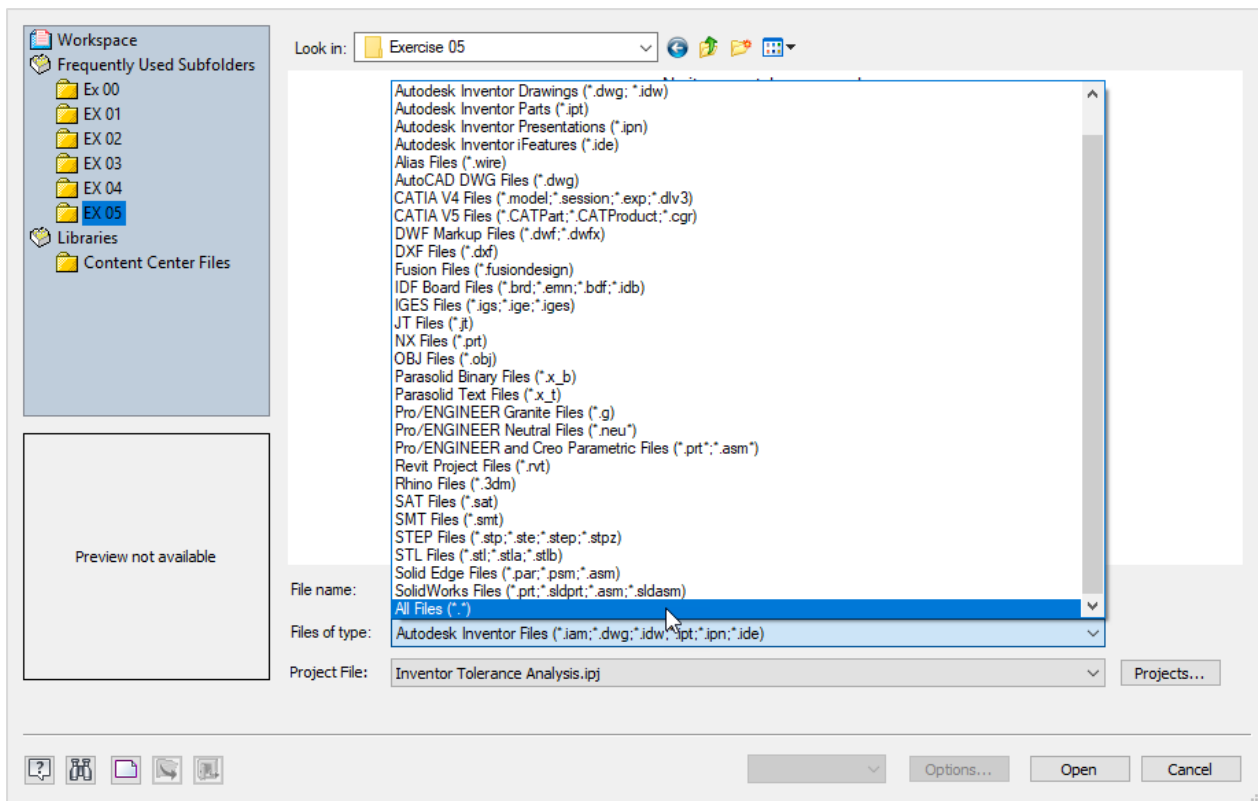 Workspace
Frequently Used Subfolders
Ex 00
EX 01
EX 02
EX 03
EX 04
EX 05
Libraries
Content Center Files
Preview not available
Look in:
Exercise 05
Autodesk Inventor Drawings (*.dwg; *.idw)
Autodesk Inventor Parts (*.ipt)
Autodesk Inventor Presentations (*.ipn)
Autodesk Inventor iFeatures (*.ide)
Alias Files (*.wire)
AutoCAD DWG Files (*.dwg)
CATIA V4 Files (*.model;*.session;*.exp;*.dlv3)
CATIA V5 Files (*.CATPart;*.CATProduct;*.cgr)
DWF Markup Files (*.dwf;*.dwfx)
DXF Files (*.dxf)
Fusion Files (*.fusiondesign)
IDF Board Files (*.brd;*.emn;*.bdf;*.idb)
IGES Files (*.igs;*.ige;*.iges)
JT Files (*.jt)
NX Files (*.prt)
OBJ Files (*.obj)
Parasolid Binary Files (*.x_b)
Parasolid Text Files (*.x_t)
Pro/ENGINEER Granite Files (*.g)
Pro/ENGINEER Neutral Files (*.neu*)
Pro/ENGINEER and Creo Parametric Files (*.prt*;*.asm*)
Revit Project Files (*.rvt)
Rhino Files (*.3dm)
SAT Files (*.sat)
SMT Files (*.smt)
STEP Files (*.stp;*.ste;*.step;*.stpz)
STL Files (*.stl;*.stla;*.stlb)
Solid Edge Files (*.par;*.psm;*.asm)
SolidWorks Files (*.prt;*.sldprt;*.asm;*.sldasm)
All Files (*.*)
File name:
Files of type:
Autodesk Inventor Files (*.iam;*.dwg;*.idw;*.ipt;*.ipn;*.ide)
Project File:
Inventor Tolerance Analysis.ipj
Projects...
Options...
Open
Cancel